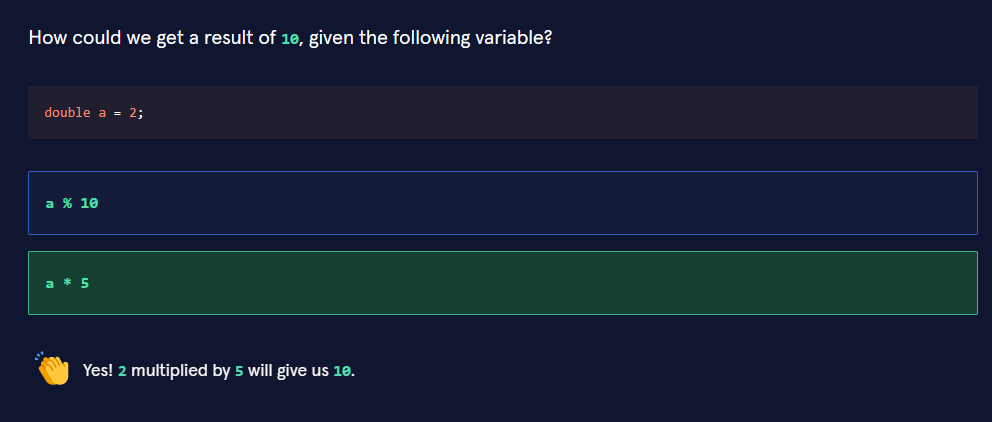 How could we get a result of 10, given the following variable?
double a = 2;
a % 10
a * 5
Yes! 2 multiplied by 5 will give us 10.